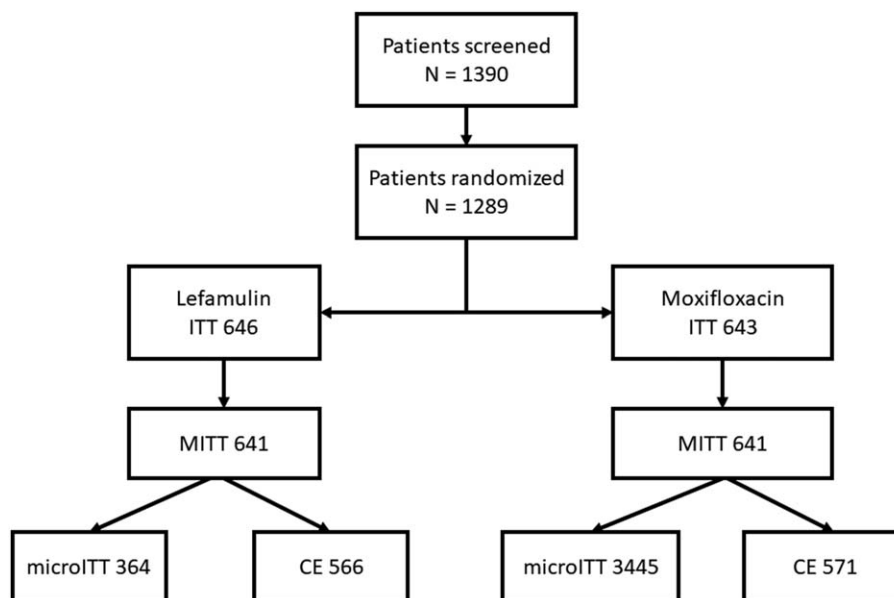 Patients screened
N = 1390
Patients randomized
N = 1289
Lefamulin
ITT 646
Moxifloxacin
ITT 643
MITT 641
MITT 641
microITT 364
CE 566
microITT 3445
CE 571